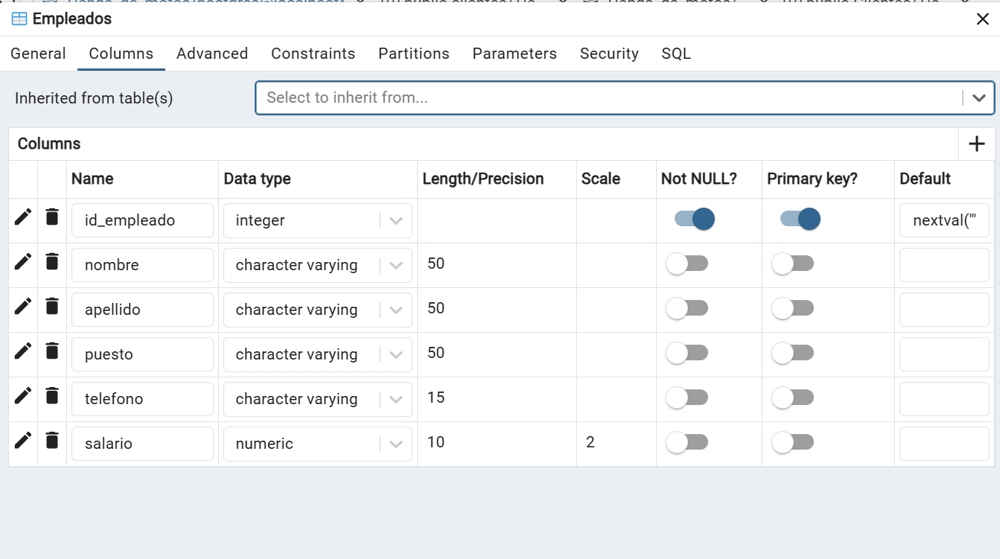 Empleados
General Columns Advanced Constraints Partitions Parameters Security SQL
Inherited from table(s) Select to inherit from...
Columns
Name Data type Length/Precision Scale Not NULL? Primary key? Default
id_empleado integer nextval('"
nombre character varying 50
apellido character varying 50
puesto character varying 50
telefono character varying 15
salario numeric 10 2